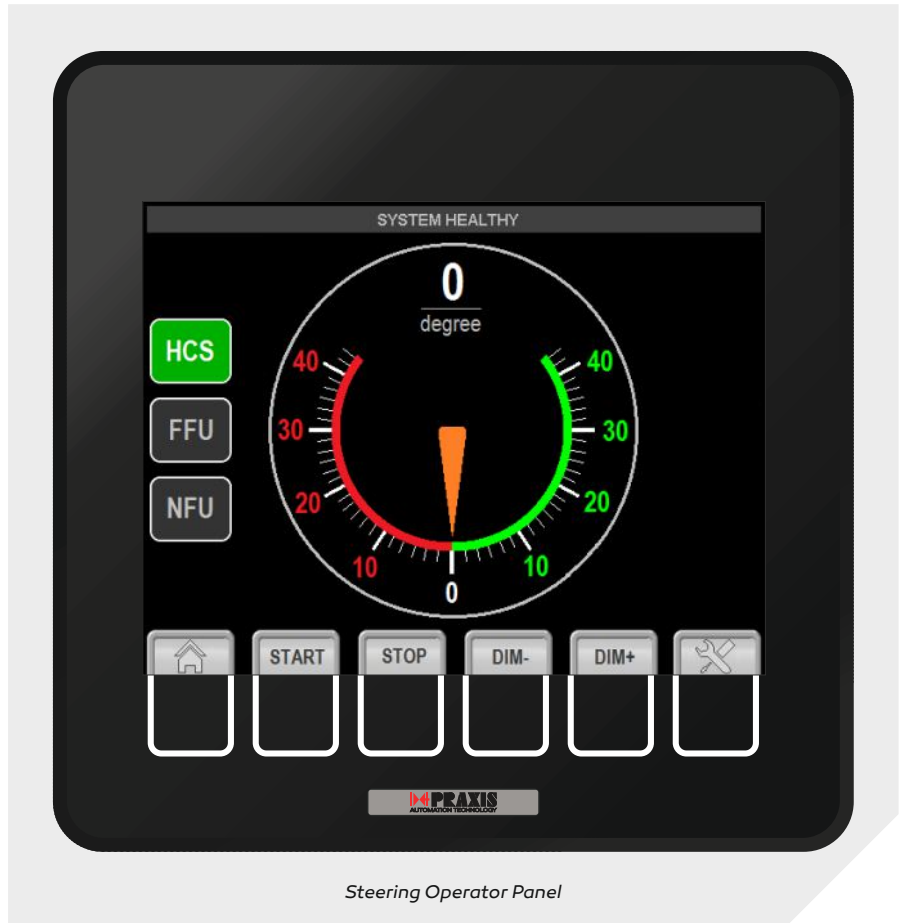 SYSTEM HEALTHY
0
degree
HCS
FFU
NFU
40
30
20
10
0
10
20
30
40
START
STOP
DIM-
DIM+
PRAXIS
AUTOMATION TECHNOLOGY
Steering Operator Panel